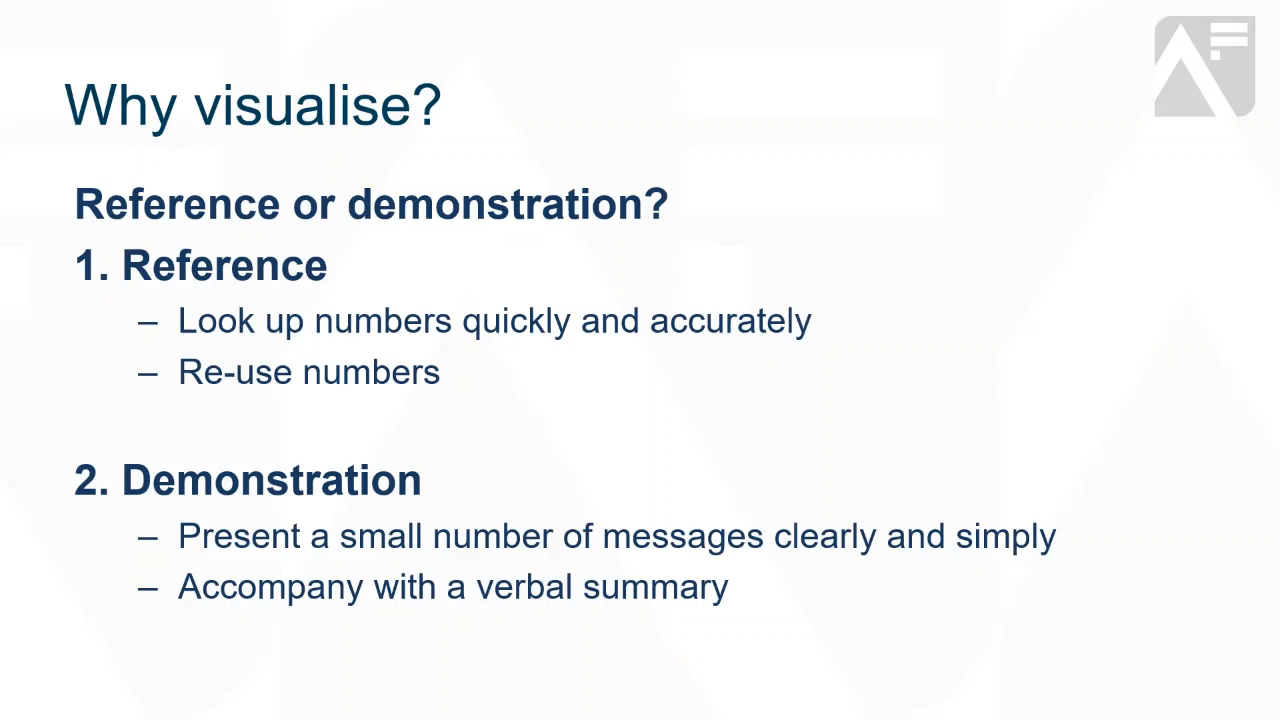 Why visualise?
Reference or demonstration?
1. Reference
– Look up numbers quickly and accurately
– Re-use numbers
2. Demonstration
– Present a small number of messages clearly and simply
– Accompany with a verbal summary